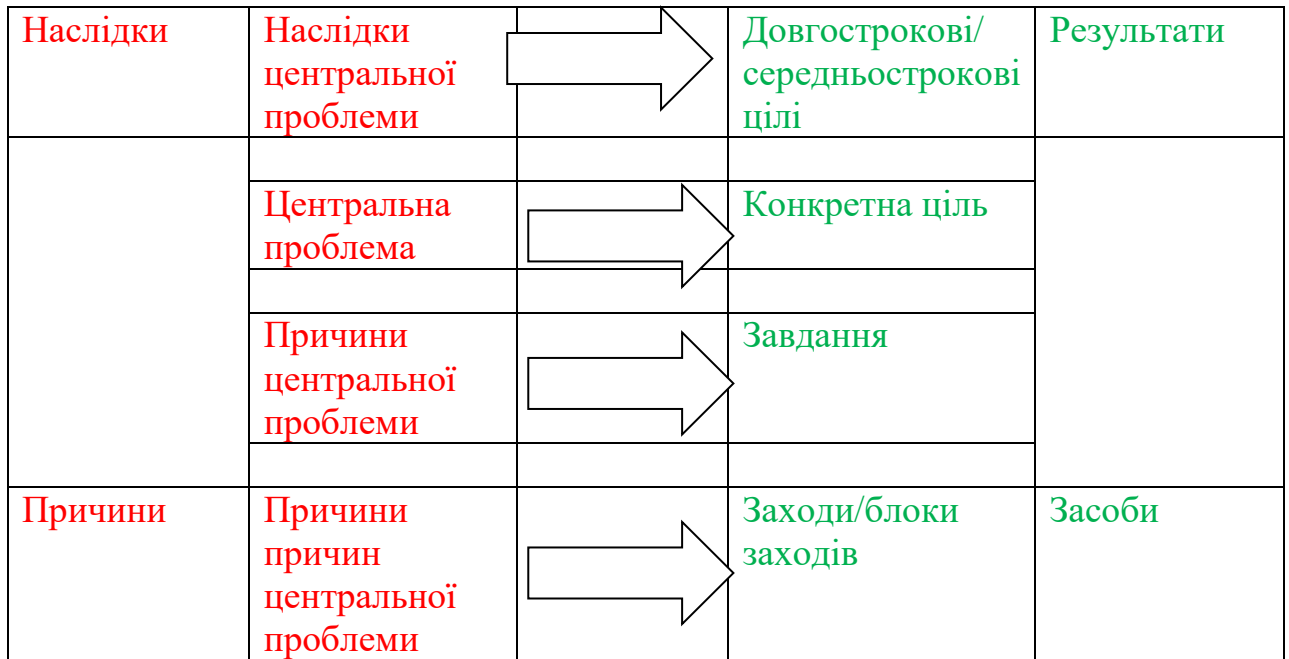 Наслідки
Наслідки
центральної
проблеми
Довгострокові/
середньострокові
цілі
Результати
Центральна
проблема
Конкретна ціль
Причини
центральної
проблеми
Завдання
Причини
Причини
причин
центральної
проблеми
Заходи/блоки
заходів
Засоби